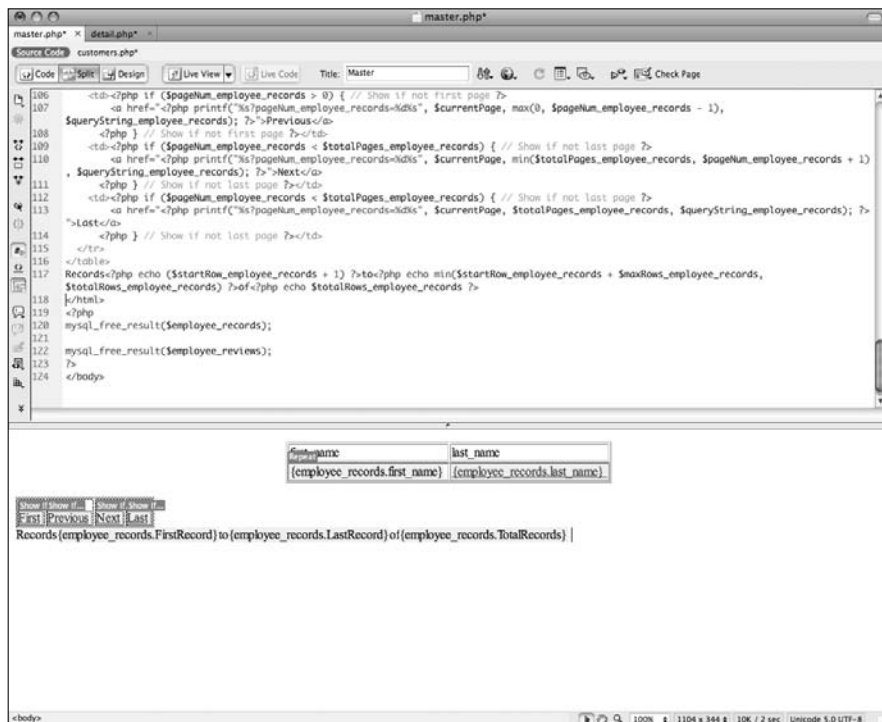 master.php*
master.php* × detail.php* ×
Source Code customers.php*
Code Split Design Live View Live Code Title: Master Check Page
106 <td><?php if ($pageNum_employee_records > 0) { // Show if not first page ?>
107 <a href="<?php printf("%s?pageNum_employee_records=%d%s", $currentPage, max(0, $pageNum_employee_records - 1),
$queryString_employee_records); ?>">Previous</a>
108 <?php } // Show if not first page ?></td>
109 <td><?php if ($pageNum_employee_records < $totalPages_employee_records) { // Show if not last page ?>
110 <a href="<?php printf("%s?pageNum_employee_records=%d%s", $currentPage, min($totalPages_employee_records, $pageNum_employee_records + 1)
, $queryString_employee_records); ?>">Next</a>
111 <?php } // Show if not last page ?></td>
112 <td><?php if ($pageNum_employee_records < $totalPages_employee_records) { // Show if not last page ?>
113 <a href="<?php printf("%s?pageNum_employee_records=%d%s", $currentPage, $totalPages_employee_records, $queryString_employee_records); ?>
">Last</a>
114 <?php } // Show if not last page ?></td>
115 </tr>
116 </table>
117 Records<?php echo ($startRow_employee_records + 1) ?>to<?php echo min($startRow_employee_records + $maxRows_employee_records,
$totalRows_employee_records) ?>of<?php echo $totalRows_employee_records ?>
118 </html>
119 <?php
120 mysql_free_result($employee_records);
121
122 mysql_free_result($employee_reviews);
123 ?>
124 </body>
first_name last_name
Repeat
{employee_records.first_name} {employee_records.last_name}
Show if Show if... Show if. Show if...
First Previous Next Last
Records{employee_records.FirstRecord}to{employee_records.LastRecord}of{employee_records.TotalRecords}
<body> 100% 1104 x 344 10K / 2 sec Unicode 5.0 UTF-8